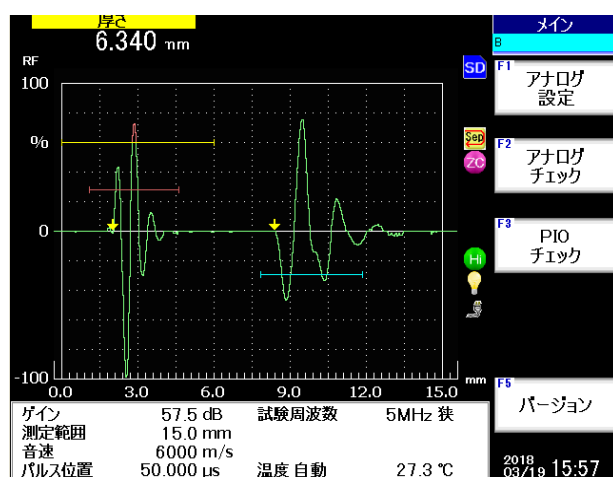 厚さ
6.340 mm
RF
100
%
0
-100
0.0 3.0 6.0 9.0 12.0 15.0 mm
SD
Sep
ZC
Hi
メイン
B
F1
アナログ
設定
F2
アナログ
チェック
F3
PIO
チェック
F5
バージョン
ゲイン 57.5 dB 試験周波数 5MHz 狭
測定範囲 15.0 mm
音速 6000 m/s
パルス位置 50.000 μs 温度 自動 27.3 ℃
2018
03/19 15:57